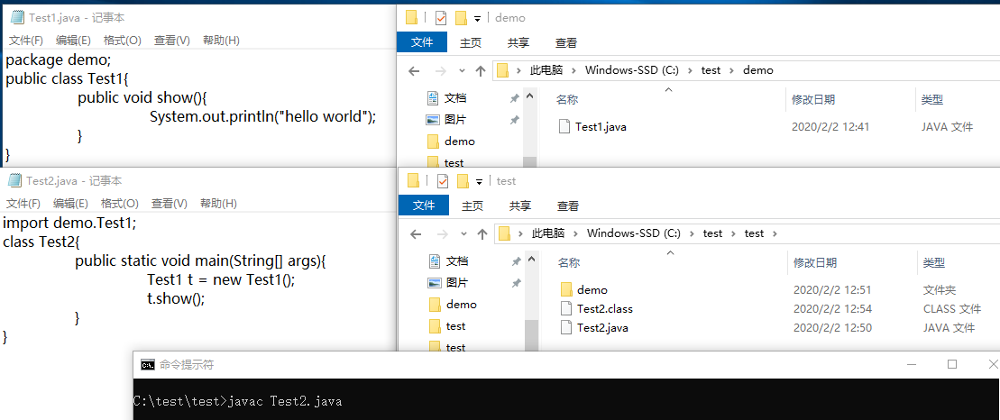 Test1.java - 记事本
文件(F) 编辑(E) 格式(O) 查看(V) 帮助(H)
package demo;
public class Test1{
public void show(){
System.out.println("hello world");
}
}
demo
文件 主页 共享 查看
此电脑 Windows-SSD (C:) test demo
文档
图片
demo
test
名称 修改日期 类型
Test1.java 2020/2/2 12:41 JAVA 文件
Test2.java - 记事本
文件(F) 编辑(E) 格式(O) 查看(V) 帮助(H)
import demo.Test1;
class Test2{
public static void main(String[] args){
Test1 t = new Test1();
t.show();
}
}
test
文件 主页 共享 查看
此电脑 Windows-SSD (C:) test test
文档
图片
demo
test
test
名称 修改日期 类型
demo 2020/2/2 12:51 文件夹
Test2.class 2020/2/2 12:54 CLASS 文件
Test2.java 2020/2/2 12:50 JAVA 文件
命令提示符
C:\test\test>javac Test2.java